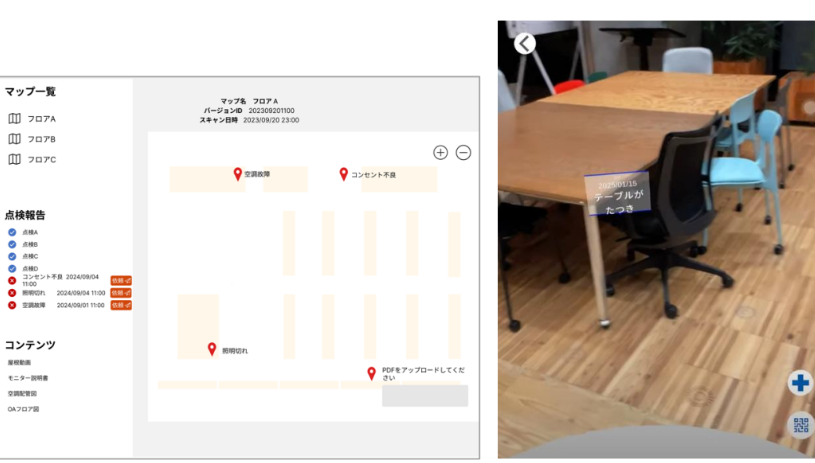 マップ一覧
フロアA
フロアB
フロアC
点検報告
点検A
点検B
点検C
点検D
コンセント不良 2024/09/04
11:00
依頼
照明切れ 2024/09/04 11:00
依頼
空調故障 2024/09/01 11:00
依頼
コンテンツ
屋根動画
モニター説明書
空調配管図
OAフロア図
マップ名 フロア A
バージョンID 202309201100
スキャン日時 2023/09/20 23:00
空調故障
コンセント不良
照明切れ
PDFをアップロードしてくだ
さい
2025/01/15
テーブルが
たつき